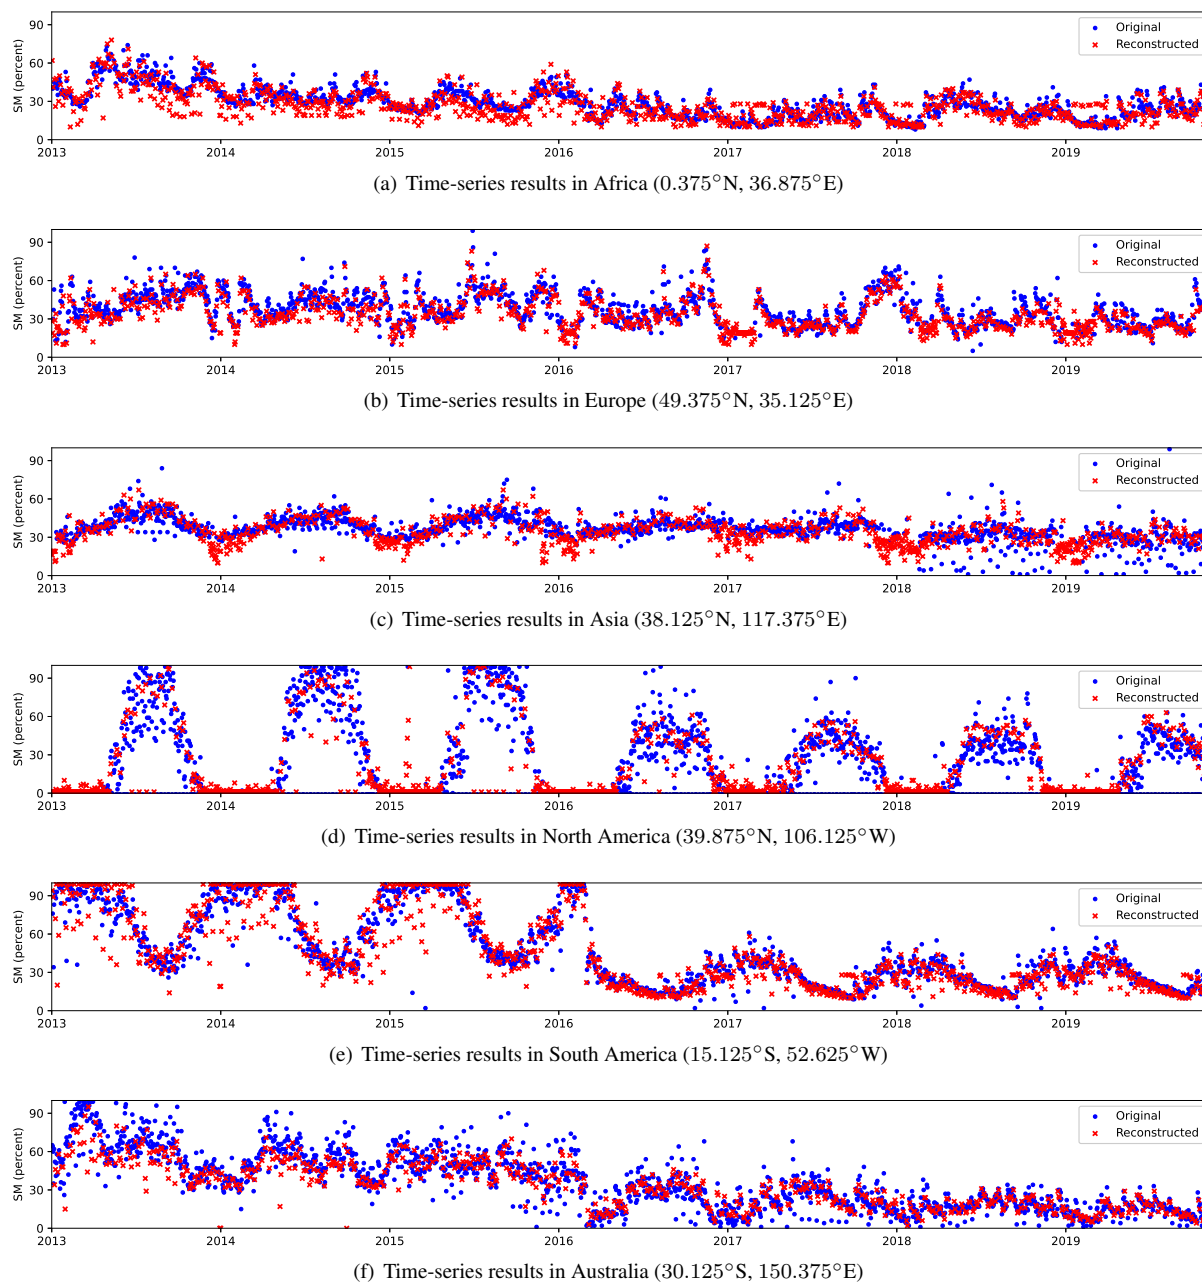 90
60
30
0
SM (percent)
Original
Reconstructed
2013 2014 2015 2016 2017 2018 2019
(a) Time-series results in Africa (0.375°N, 36.875°E)
90
60
30
0
SM (percent)
Original
Reconstructed
2013 2014 2015 2016 2017 2018 2019
(b) Time-series results in Europe (49.375°N, 35.125°E)
90
60
30
0
SM (percent)
Original
Reconstructed
2013 2014 2015 2016 2017 2018 2019
(c) Time-series results in Asia (38.125°N, 117.375°E)
90
60
30
0
SM (percent)
Original
Reconstructed
2013 2014 2015 2016 2017 2018 2019
(d) Time-series results in North America (39.875°N, 106.125°W)
90
60
30
0
SM (percent)
Original
Reconstructed
2013 2014 2015 2016 2017 2018 2019
(e) Time-series results in South America (15.125°S, 52.625°W)
90
60
30
0
SM (percent)
Original
Reconstructed
2013 2014 2015 2016 2017 2018 2019
(f) Time-series results in Australia (30.125°S, 150.375°E)